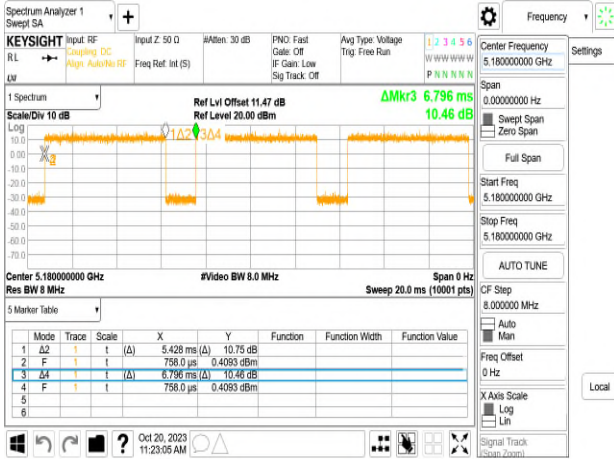 Spectrum Analyzer 1
Swept SA
Frequency
KEYSIGHT
Input: RF
Input Z: 50 Ω
#Atten: 30 dB
PNO: Fast
Avg Type: Voltage
1 2 3 4 5 6
RL
Coupling: DC
Gate: Off
Trig: Free Run
Align: Auto/No RF
Freq Ref: Int (S)
IF Gain: Low
W W W W W W
Sig Track: Off
P N N N N N
Center Frequency
5.180000000 GHz
Settings
1 Spectrum
Ref Lvl Offset 11.47 dB
ΔMkr3 6.796 ms
Scale/Div 10 dB
Ref Level 20.00 dBm
10.46 dB
Span
0.00000000 Hz
Swept Span
Zero Span
Log
10.0
0.00
-10.0
-20.0
-30.0
-40.0
-50.0
-60.0
-70.0
1Δ2
3Δ4
Full Span
Start Freq
5.180000000 GHz
Stop Freq
5.180000000 GHz
AUTO TUNE
Center 5.180000000 GHz
#Video BW 8.0 MHz
Span 0 Hz
Res BW 8 MHz
Sweep 20.0 ms (10001 pts)
CF Step
8.000000 MHz
Auto
Man
5 Marker Table
Mode Trace Scale X Y Function Function Width Function Value
1 Δ2 1 t (Δ) 5.428 ms (Δ) 10.75 dB
2 F 1 t 758.0 µs 0.4093 dBm
3 Δ4 1 t (Δ) 6.796 ms (Δ) 10.46 dB
4 F 1 t 758.0 µs 0.4093 dBm
5
6
Freq Offset
0 Hz
Local
X Axis Scale
Log
Lin
Signal Track
(Span Zoom)
?
Oct 20, 2023
11:23:05 AM